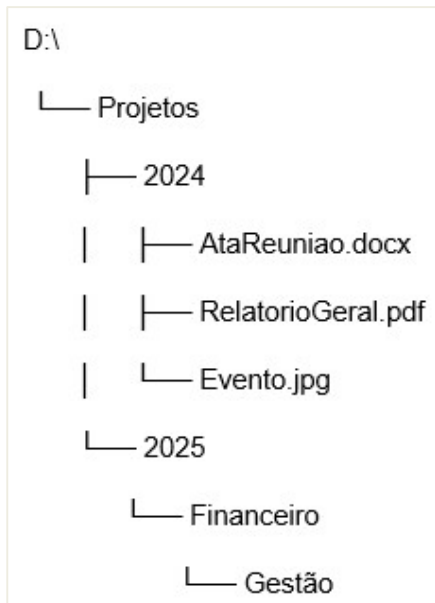 D:\
└── Projetos
├── 2024
│ ├── AtaReuniao.docx
│ ├── RelatorioGeral.pdf
│ └── Evento.jpg
└── 2025
└── Financeiro
└── Gestão